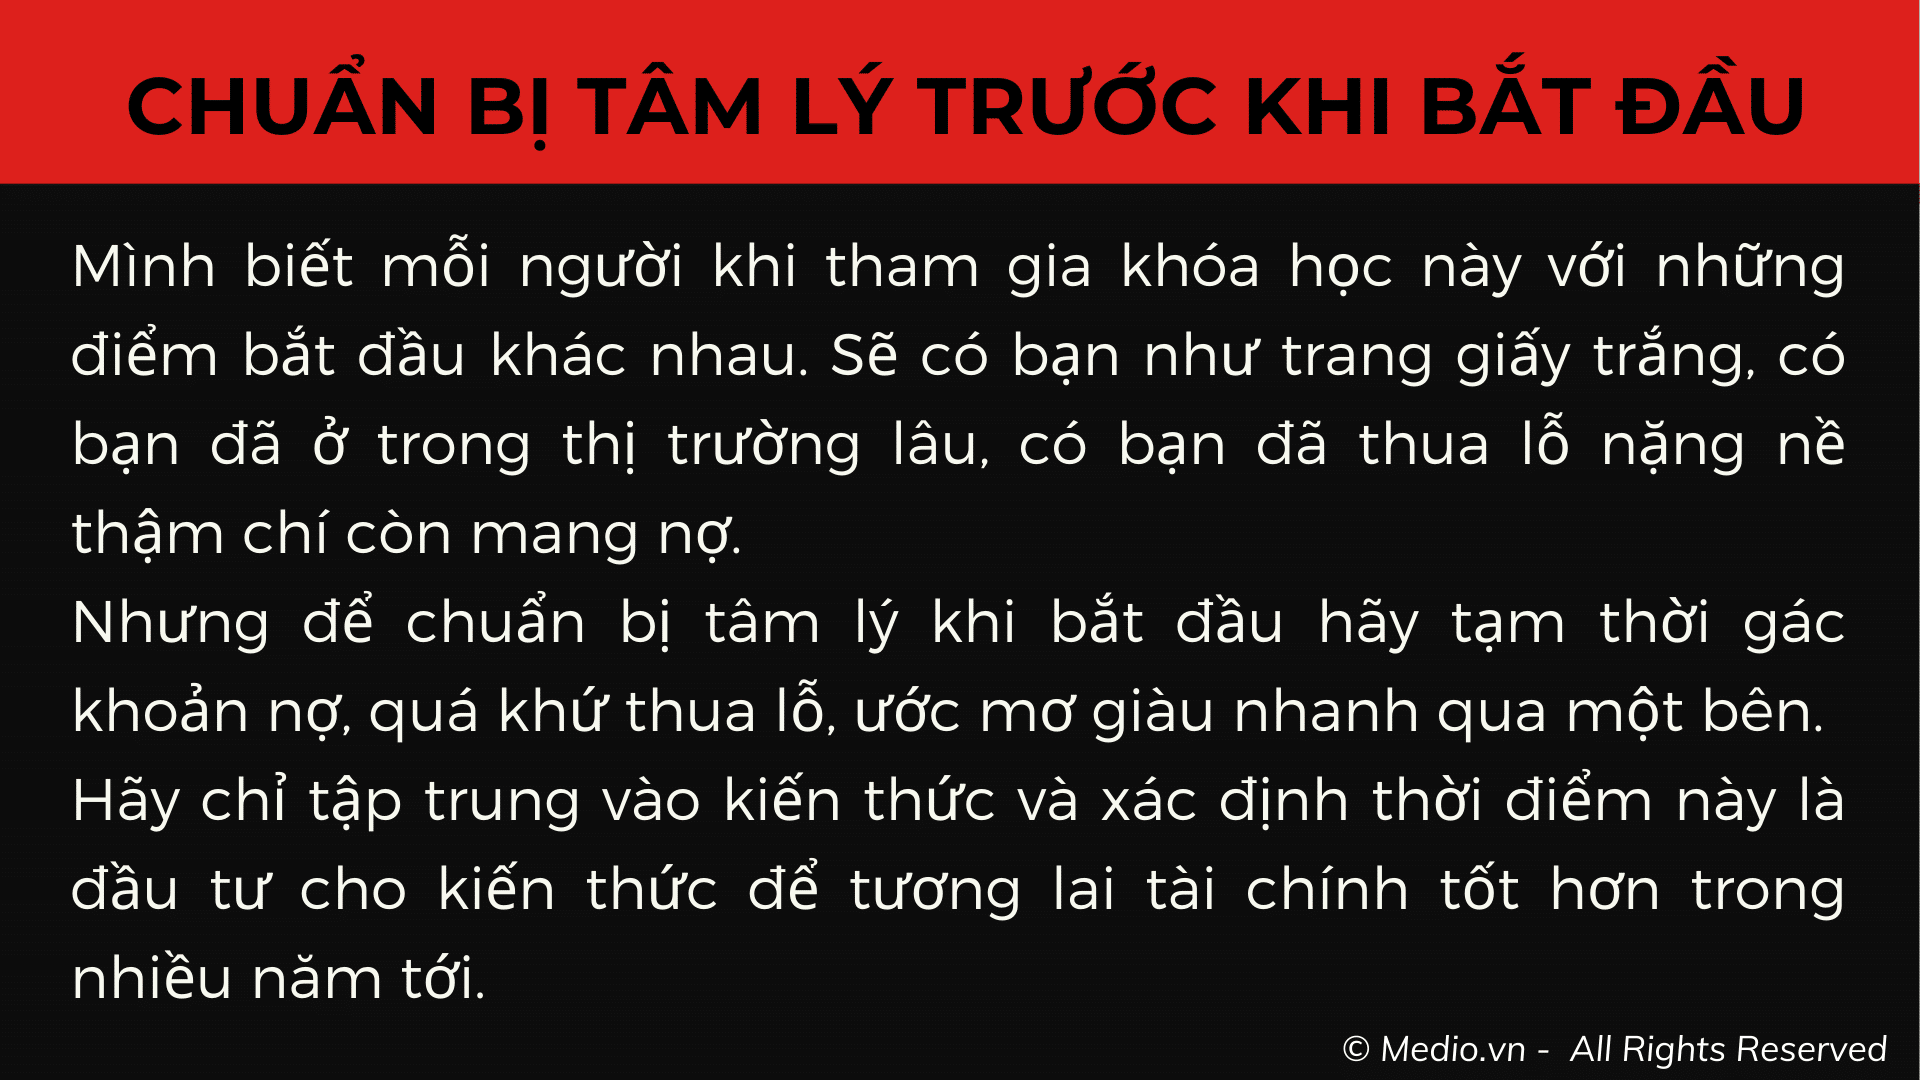 CHUẨN BỊ TÂM LÝ TRƯỚC KHI BẮT ĐẦU
Mình biết mỗi người khi tham gia khóa học này với những
điểm bắt đầu khác nhau. Sẽ có bạn như trang giấy trắng, có
bạn đã ở trong thị trường lâu, có bạn đã thua lỗ nặng nề
thậm chí còn mang nợ.
Nhưng để chuẩn bị tâm lý khi bắt đầu hãy tạm thời gác
khoản nợ, quá khứ thua lỗ, ước mơ giàu nhanh qua một bên.
Hãy chỉ tập trung vào kiến thức và xác định thời điểm này là
đầu tư cho kiến thức để tương lai tài chính tốt hơn trong
nhiều năm tới.
© Medio.vn - All Rights Reserved